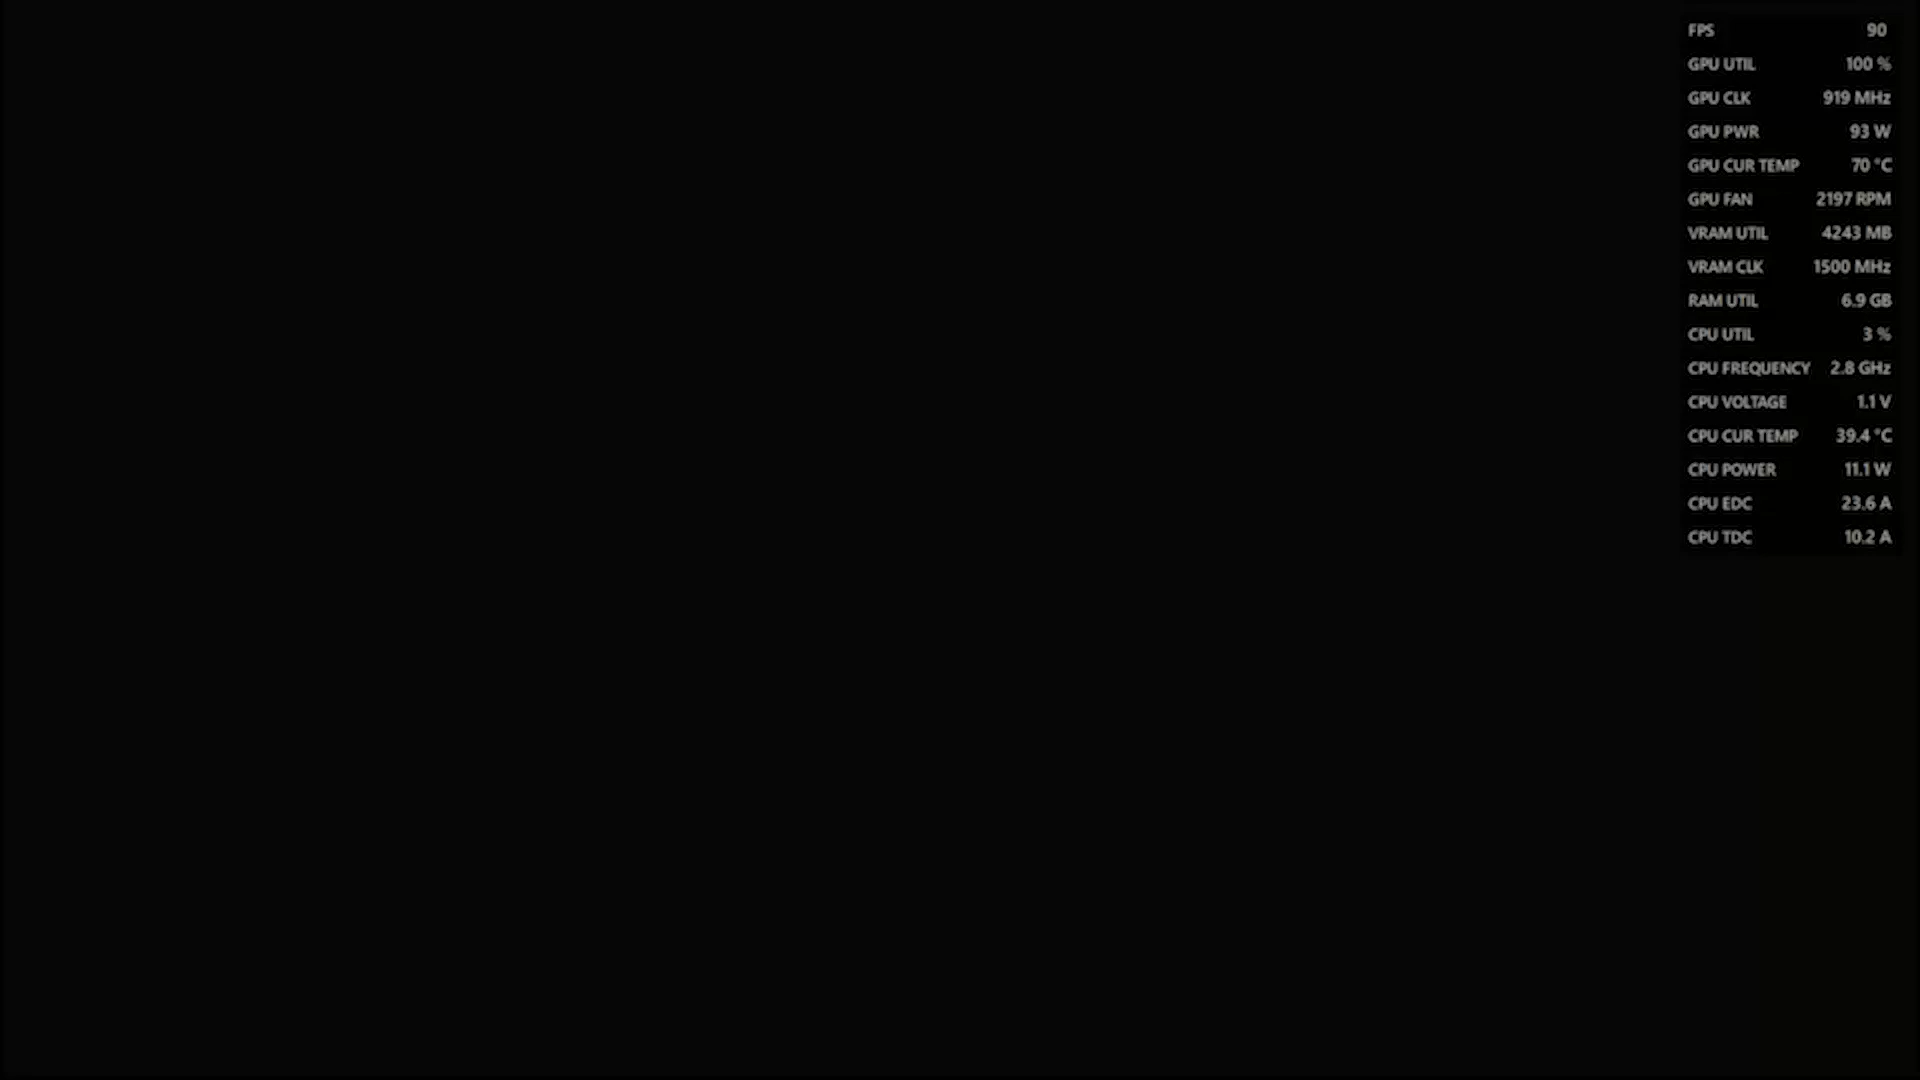 FPS 90
GPU UTIL 100 %
GPU CLK 919 MHz
GPU PWR 93 W
GPU CUR TEMP 70 °C
GPU FAN 2197 RPM
VRAM UTIL 4243 MB
VRAM CLK 1500 MHz
RAM UTIL 6.9 GB
CPU UTIL 3 %
CPU FREQUENCY 2.8 GHz
CPU VOLTAGE 1.1 V
CPU CUR TEMP 39.4 °C
CPU POWER 11.1 W
CPU EDC 23.6 A
CPU TDC 10.2 A